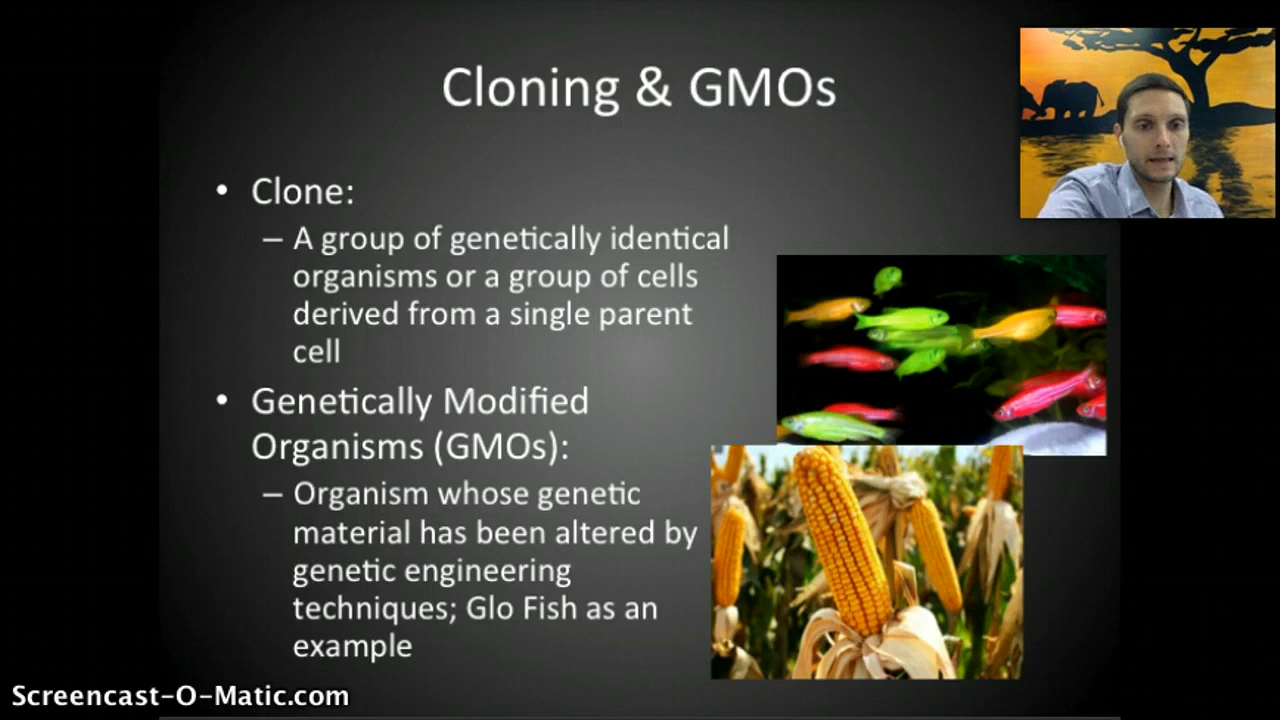 Cloning & GMOs
• Clone:
– A group of genetically identical
organisms or a group of cells
derived from a single parent
cell
• Genetically Modified
Organisms (GMOs):
– Organism whose genetic
material has been altered by
genetic engineering
techniques; Glo Fish as an
example
Screencast-O-Matic.com